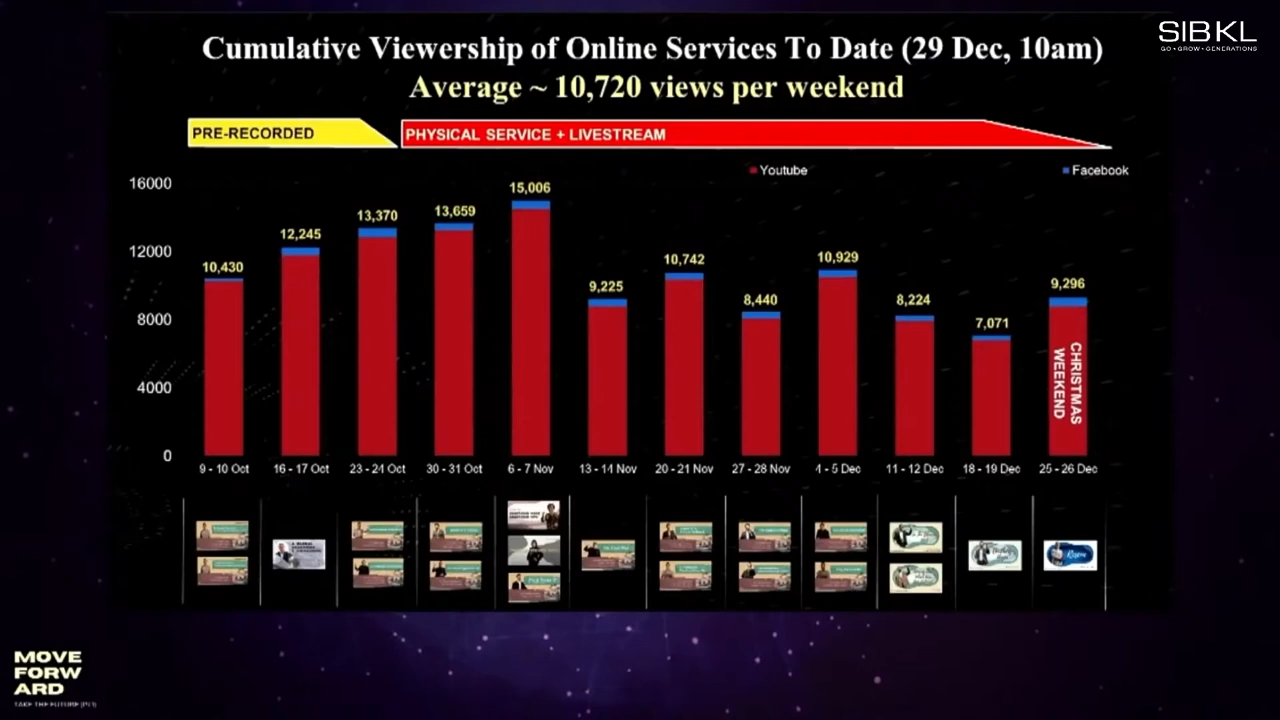 SIBKL
GO • GROW • GENERATIONS
Cumulative Viewership of Online Services To Date (29 Dec, 10am)
Average ~ 10,720 views per weekend
PRE-RECORDED
PHYSICAL SERVICE + LIVESTREAM
Youtube
Facebook
16000
12000
8000
4000
0
10,430
12,245
13,370
13,659
15,006
9,225
10,742
8,440
10,929
8,224
7,071
9,296
CHRISTMAS
WEEKEND
9 - 10 Oct
16 - 17 Oct
23 - 24 Oct
30 - 31 Oct
6 - 7 Nov
13 - 14 Nov
20 - 21 Nov
27 - 28 Nov
4 - 5 Dec
11 - 12 Dec
18 - 19 Dec
25 - 26 Dec
MOVE
FORW
ARD
TAKE THE FUTURE